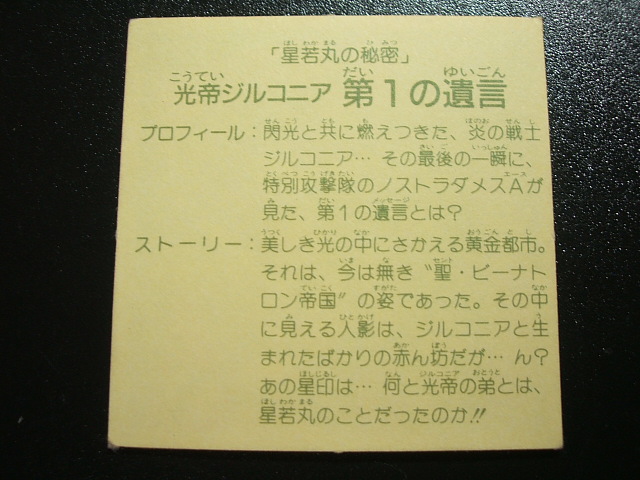 「星若丸の秘密」
光帝ジルコニア 第1の遺言
プロフィール：閃光と共に燃えつきた、炎の戦士
ジルコニア… その最後の一瞬に、
特別攻撃隊のノストラダメスAが
見た、第1の遺言とは？
ストーリー：美しき光の中にさかえる黄金都市。
それは、今は無き〝聖・ビーナト
ロン帝国〟の姿であった。その中
に見える人影は、ジルコニアと生
まれたばかりの赤ん坊だが… ん？
あの星印は… 何と光帝の弟とは、
星若丸のことだったのか!!